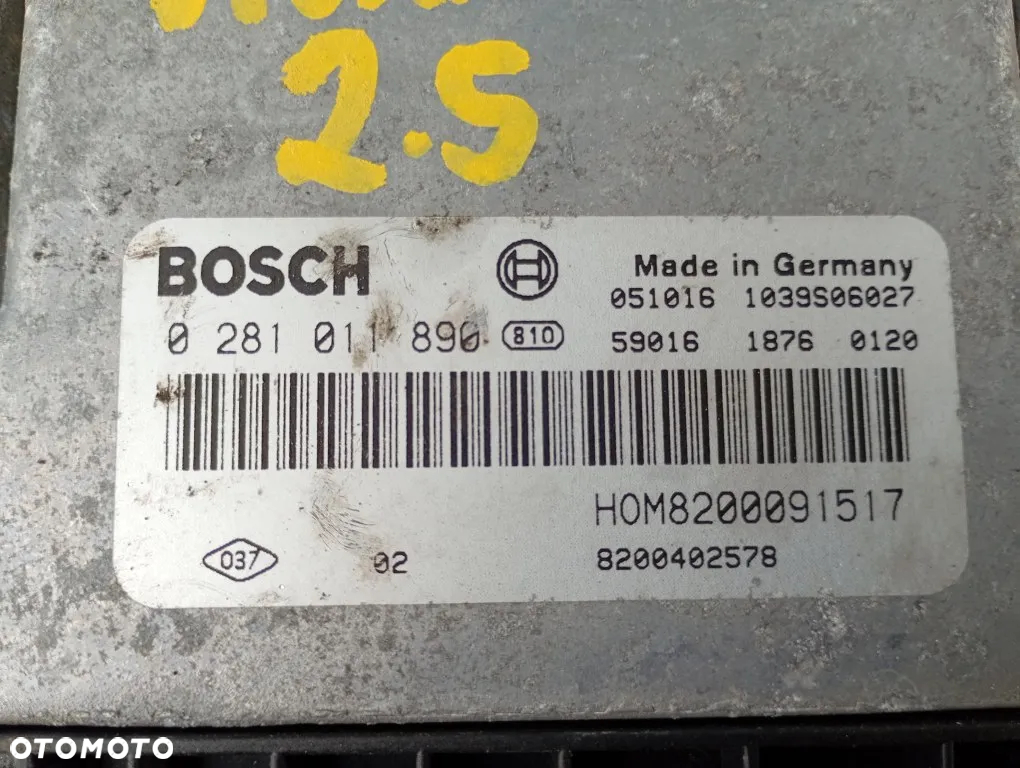 2.5
BOSCH
Made in Germany
051016 1039S06027
0 281 011 890 810 59016 1876 0120
HOM8200091517
037 02 8200402578
OTOMOTO